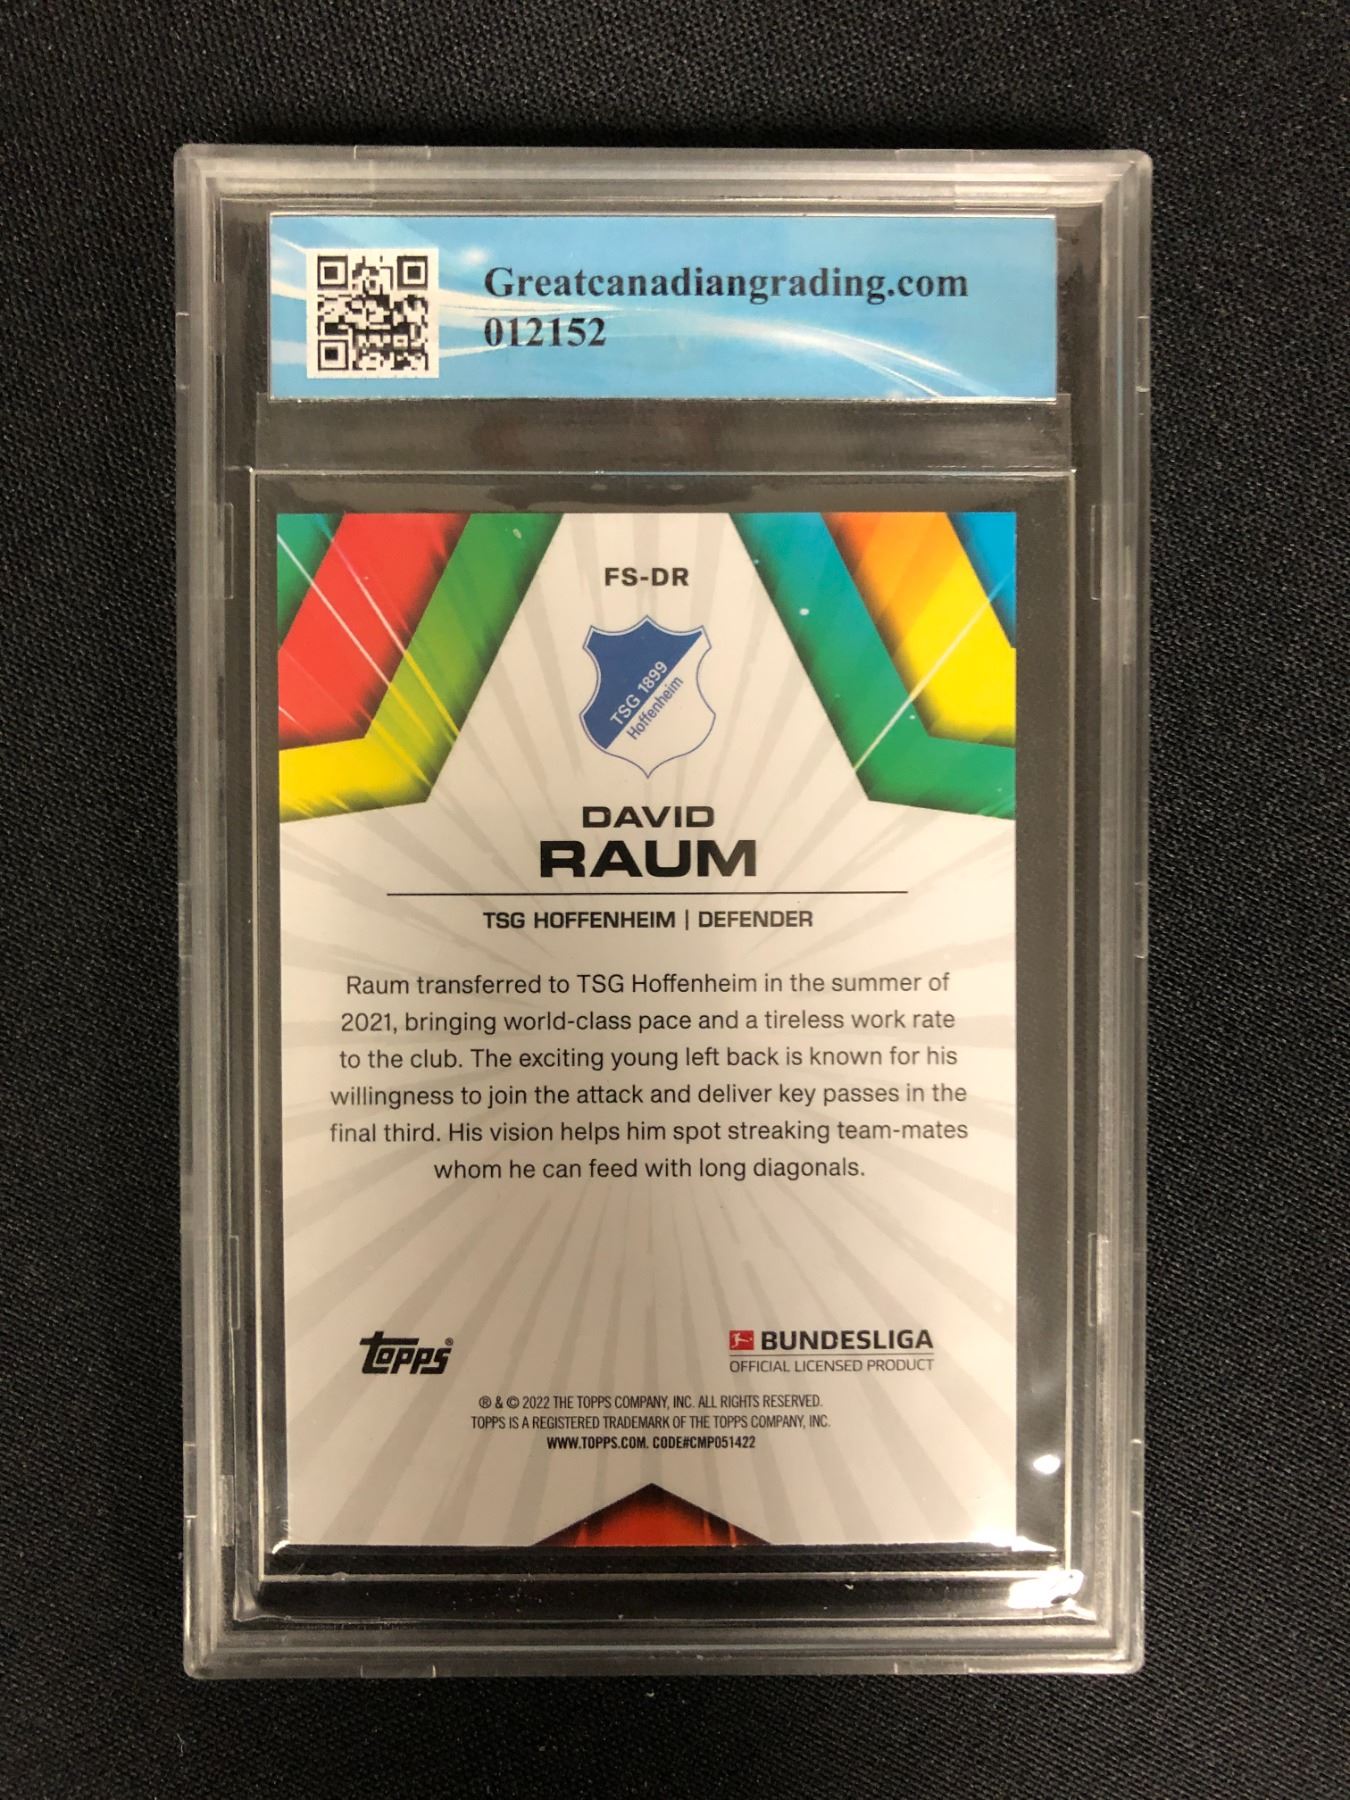 Greatcanadiangrading.com
012152
FS-DR
TSG 1899
Hoffenheim
DAVID
RAUM
TSG HOFFENHEIM | DEFENDER
Raum transferred to TSG Hoffenheim in the summer of
2021, bringing world-class pace and a tireless work rate
to the club. The exciting young left back is known for his
willingness to join the attack and deliver key passes in the
final third. His vision helps him spot streaking team-mates
whom he can feed with long diagonals.
topps®
BUNDESLIGA
OFFICIAL LICENSED PRODUCT
® & © 2022 THE TOPPS COMPANY, INC. ALL RIGHTS RESERVED.
TOPPS IS A REGISTERED TRADEMARK OF THE TOPPS COMPANY, INC.
WWW.TOPPS.COM. CODE#CMP051422